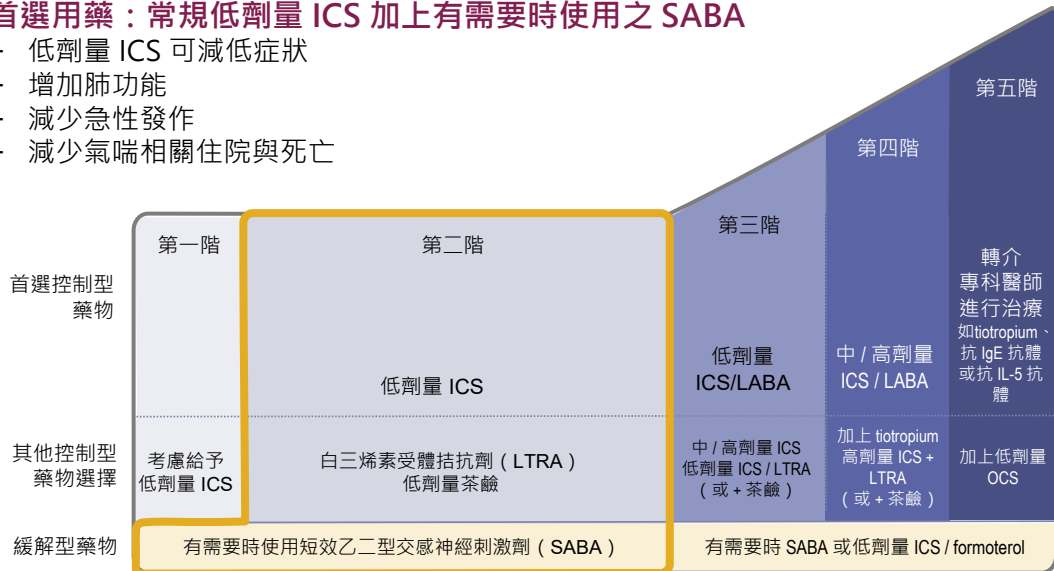 首選用藥：常規低劑量 ICS 加上有需要時使用之 SABA
- 低劑量 ICS 可減低症狀
- 增加肺功能
- 減少急性發作
- 減少氣喘相關住院與死亡
第一階
第二階
第三階
第四階
第五階
首選控制型
藥物
低劑量 ICS
低劑量
ICS/LABA
中 / 高劑量
ICS / LABA
轉介
專科醫師
進行治療
如tiotropium、
抗 IgE 抗體
或抗 IL-5 抗
體
其他控制型
藥物選擇
考慮給予
低劑量 ICS
白三烯素受體拮抗劑（LTRA）
低劑量茶鹼
中 / 高劑量 ICS
低劑量 ICS / LTRA
（或 + 茶鹼）
加上 tiotropium
高劑量 ICS +
LTRA
（或 + 茶鹼）
加上低劑量
OCS
緩解型藥物
有需要時使用短效乙二型交感神經刺激劑（SABA）
有需要時 SABA 或低劑量 ICS / formoterol